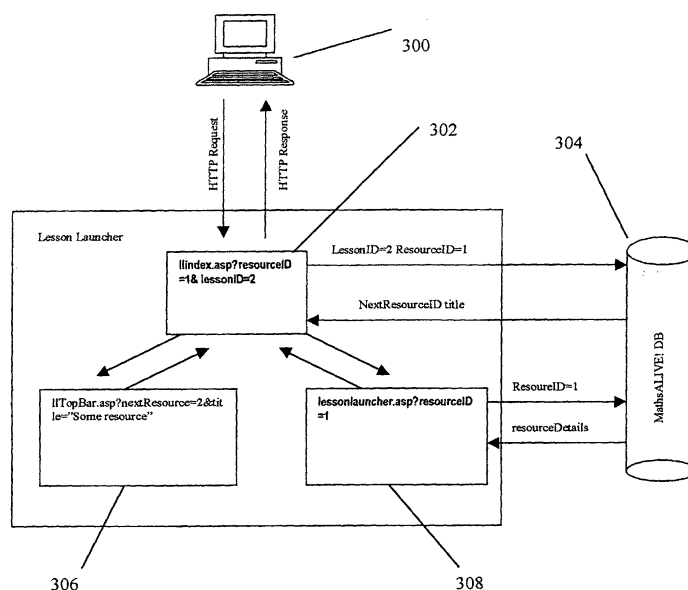 300
HTTP Request
HTTP Response
302
304
Lesson Launcher
llindex.asp?resourceID
=1& lessonID=2
LessonID=2 ResourceID=1
NextResourceID title
MathsALIVE! DB
llTopBar.asp?nextResource=2&tit
le="Some resource"
lessonlauncher.asp?resourceID
=1
ResoureID=1
resourceDetails
306
308